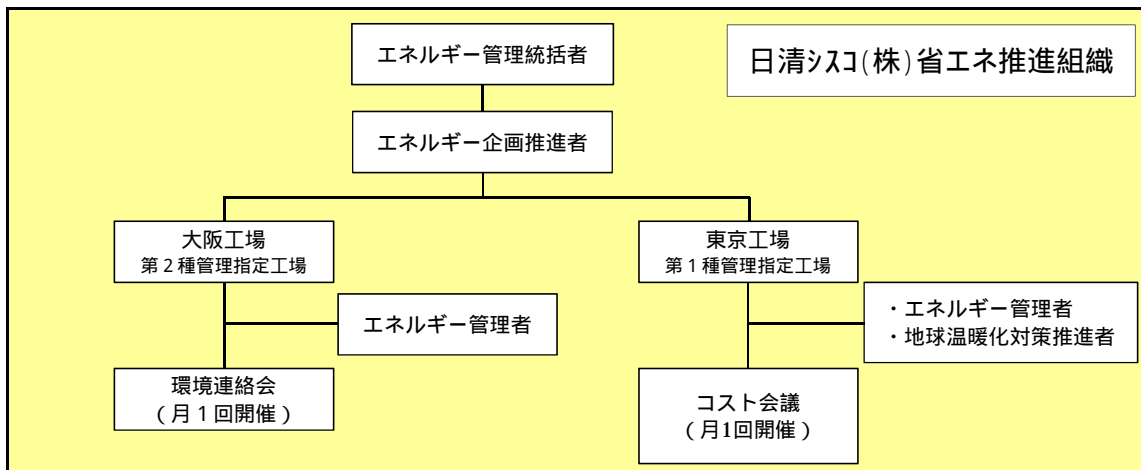 エネルギー管理統括者
日清ｼｽｺ(株)省エネ推進組織
エネルギー企画推進者
大阪工場
第２種管理指定工場
東京工場
第１種管理指定工場
エネルギー管理者
・エネルギー管理者
・地球温暖化対策推進者
環境連絡会
（月１回開催）
コスト会議
（月1回開催）